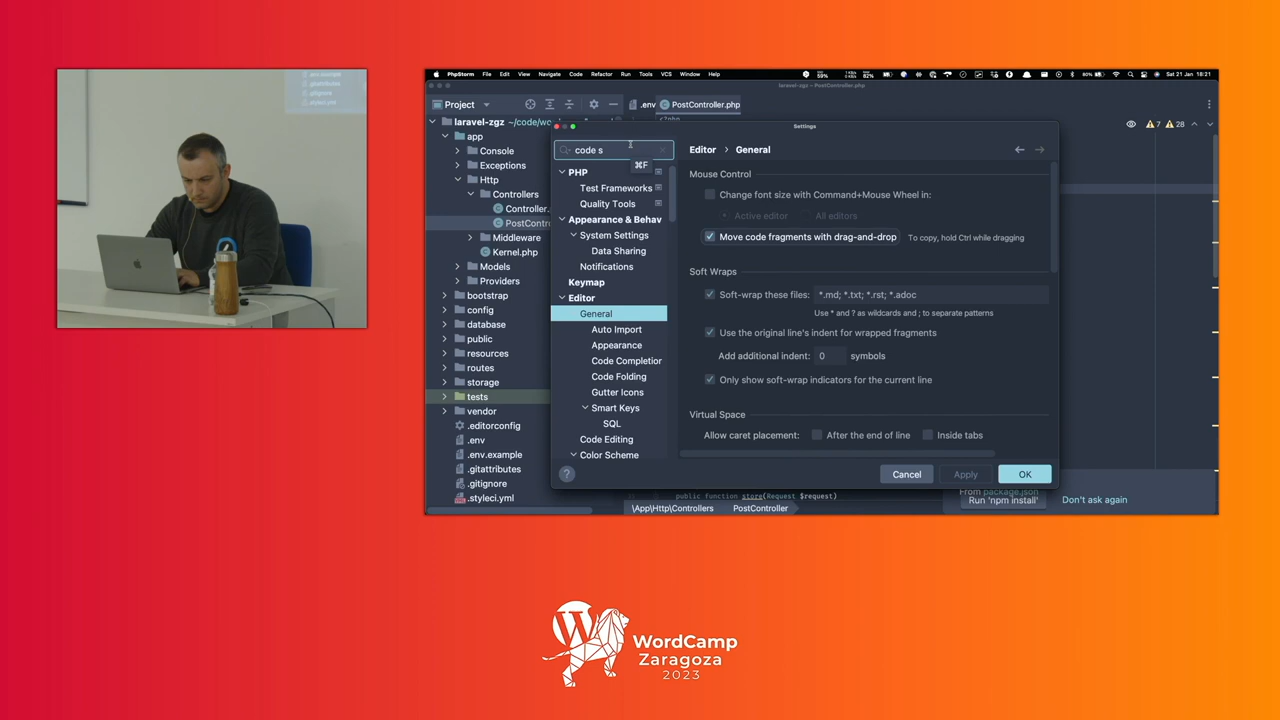 PhpStorm File Edit View Navigate Code Refactor Run Tools VCS Window Help
Sat 21 Jan 18:21
laravel-zgz – PostController.php
Project
.env
PostController.php
<?php
7
28
laravel-zgz ~/code/wo
app
Console
Exceptions
Http
Controllers
Controller.
PostContr
Middleware
Kernel.php
Models
Providers
bootstrap
config
database
public
resources
routes
storage
tests
vendor
.editorconfig
.env
.env.example
.gitattributes
.gitignore
.styleci.yml
Settings
code s
⌘F
PHP
Test Frameworks
Quality Tools
Appearance & Behav
System Settings
Data Sharing
Notifications
Keymap
Editor
General
Auto Import
Appearance
Code Completior
Code Folding
Gutter Icons
Smart Keys
SQL
Code Editing
Color Scheme
Editor › General
Mouse Control
Change font size with Command+Mouse Wheel in:
Active editor
All editors
Move code fragments with drag-and-drop
To copy, hold Ctrl while dragging
Soft Wraps
Soft-wrap these files: *.md; *.txt; *.rst; *.adoc
Use * and ? as wildcards and ; to separate patterns
Use the original line's indent for wrapped fragments
Add additional indent: 0 symbols
Only show soft-wrap indicators for the current line
Virtual Space
Allow caret placement: After the end of line Inside tabs
?
Cancel
Apply
OK
public function store(Request $request)
From package.json
Run 'npm install'
Don't ask again
\App\Http\Controllers
PostController
WordCamp
Zaragoza
2023